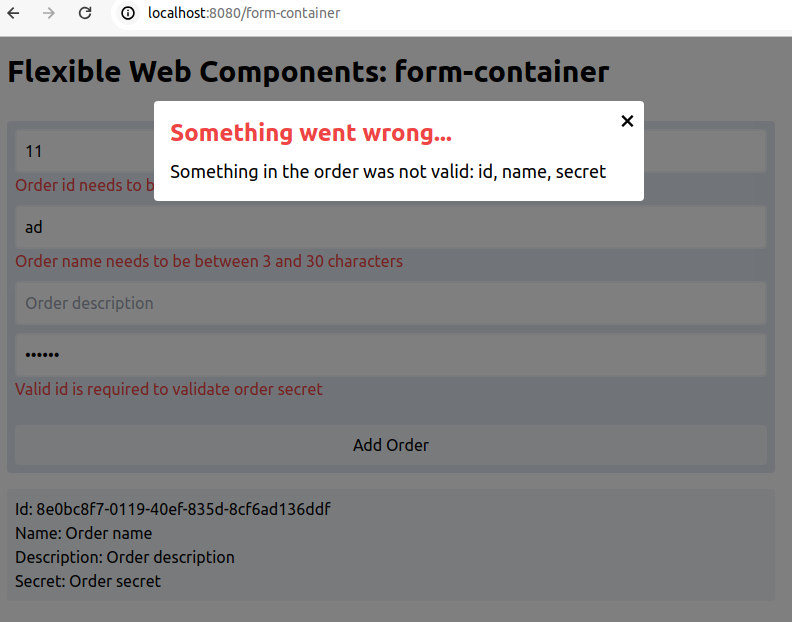 localhost:8080/form-container
Flexible Web Components: form-container
Something went wrong...
Something in the order was not valid: id, name, secret
11
Order id needs to b
ad
Order name needs to be between 3 and 30 characters
Order description
••••••
Valid id is required to validate order secret
Add Order
Id: 8e0bc8f7-0119-40ef-835d-8cf6ad136ddf
Name: Order name
Description: Order description
Secret: Order secret